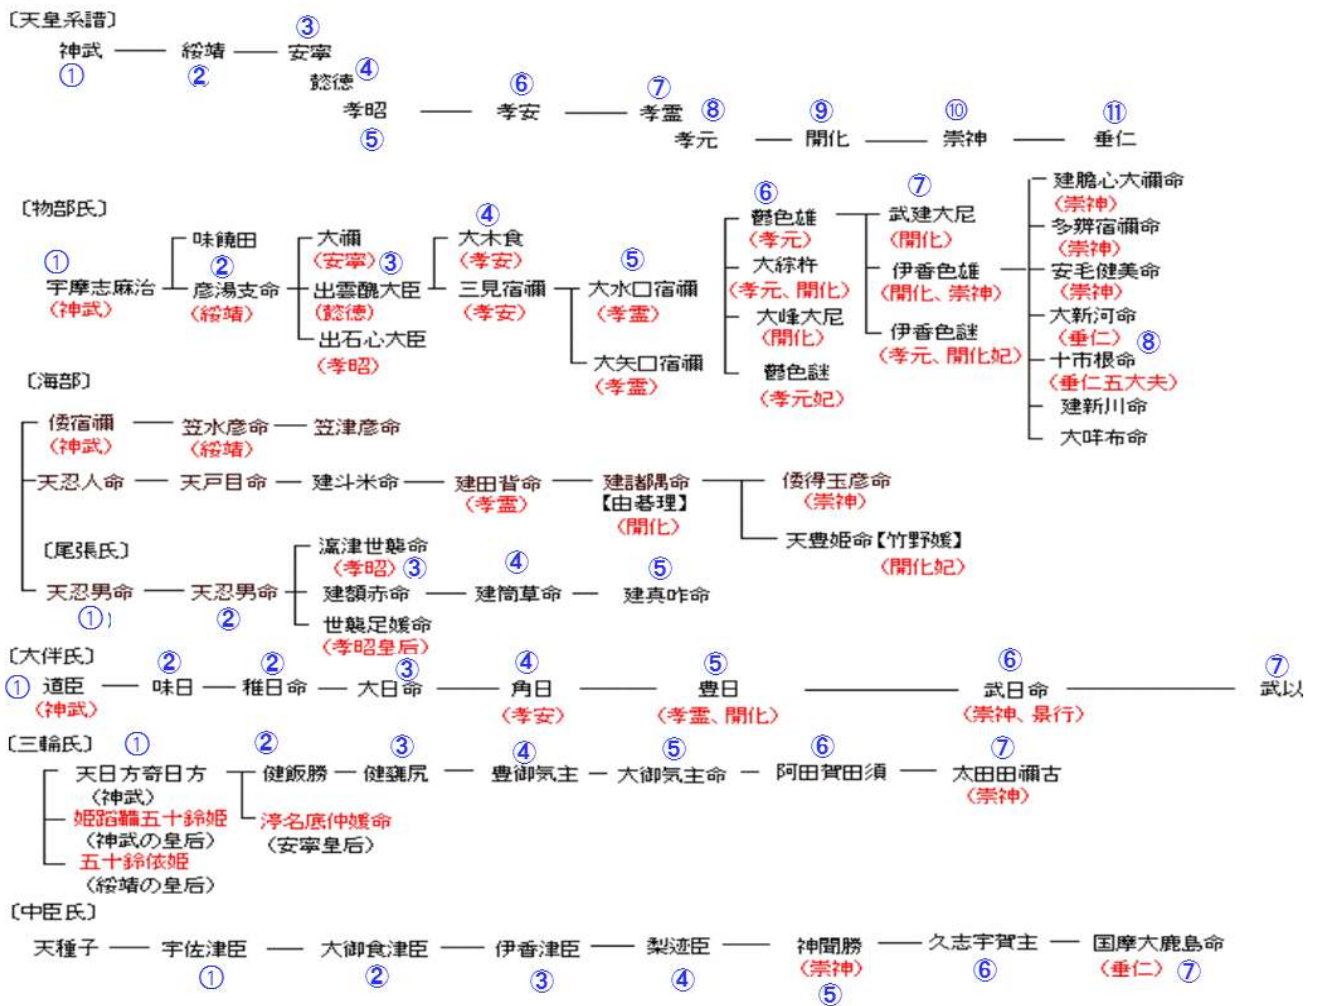 〔天皇系譜〕
③
神武 綏靖 安寧
① ② 懿徳 ④
⑥ ⑦
孝昭 孝安 孝霊 ⑧ ⑨ ⑩ ⑪
⑤ 孝元 開化 崇神 垂仁
〔物部氏〕
①
宇摩志麻治
(神武)
味饒田
②
彦湯支命
(綏靖)
大禰
(安寧) ③
出雲醜大臣
(懿徳)
出石心大臣
(孝昭)
④
大木食
(孝安)
三見宿禰
(孝安)
⑤
大水口宿禰
(孝霊)
大矢口宿禰
(孝霊)
⑥
鬱色雄
(孝元)
大綜杵
(孝元、開化)
大峰大尼
(開化)
鬱色謎
(孝元妃)
⑦
武建大尼
(開化)
伊香色雄
(開化、崇神)
伊香色謎
(孝元、開化妃)
建膽心大禰命
(崇神)
多辨宿禰命
(崇神)
安毛健美命
(崇神)
大新河命
(垂仁) ⑧
十市根命
(垂仁五大夫)
建新川命
大咩布命
〔海部〕
倭宿禰 笠水彦命 笠津彦命
(神武) (綏靖)
天忍人命 天戸目命 建斗米命 建田背命 建諸隅命 倭得玉彦命
(孝霊) 【由碁理】 (崇神)
(開化)
天豊姫命【竹野媛】
(開化妃)
〔尾張氏〕
瀛津世襲命
(孝昭) ③ ④ ⑤
天忍男命 天忍男命 建額赤命 建筒草命 建真咋命
① ) ② 世襲足媛命
(孝昭皇后)
〔大伴氏〕
② ② ③ ④ ⑤ ⑥ ⑦
① 道臣 味日 稚日命 大日命 角日 豊日 武日命 武以
(神武) (孝安) (孝霊、開化) (崇神、景行)
〔三輪氏〕 ① ② ③ ④ ⑤ ⑥ ⑦
天日方奇日方 健飯勝 健甕尻 豊御気主 大御気主命 阿田賀田須 太田田禰古
(神武) (崇神)
姫蹈鞴五十鈴姫 渟名底仲媛命
(神武の皇后) (安寧皇后)
五十鈴依姫
(綏靖の皇后)
〔中臣氏〕
天種子 宇佐津臣 大御食津臣 伊香津臣 梨迹臣 神聞勝 久志宇賀主 国摩大鹿島命
① ② ③ ④ (崇神) ⑥ (垂仁) ⑦
⑤